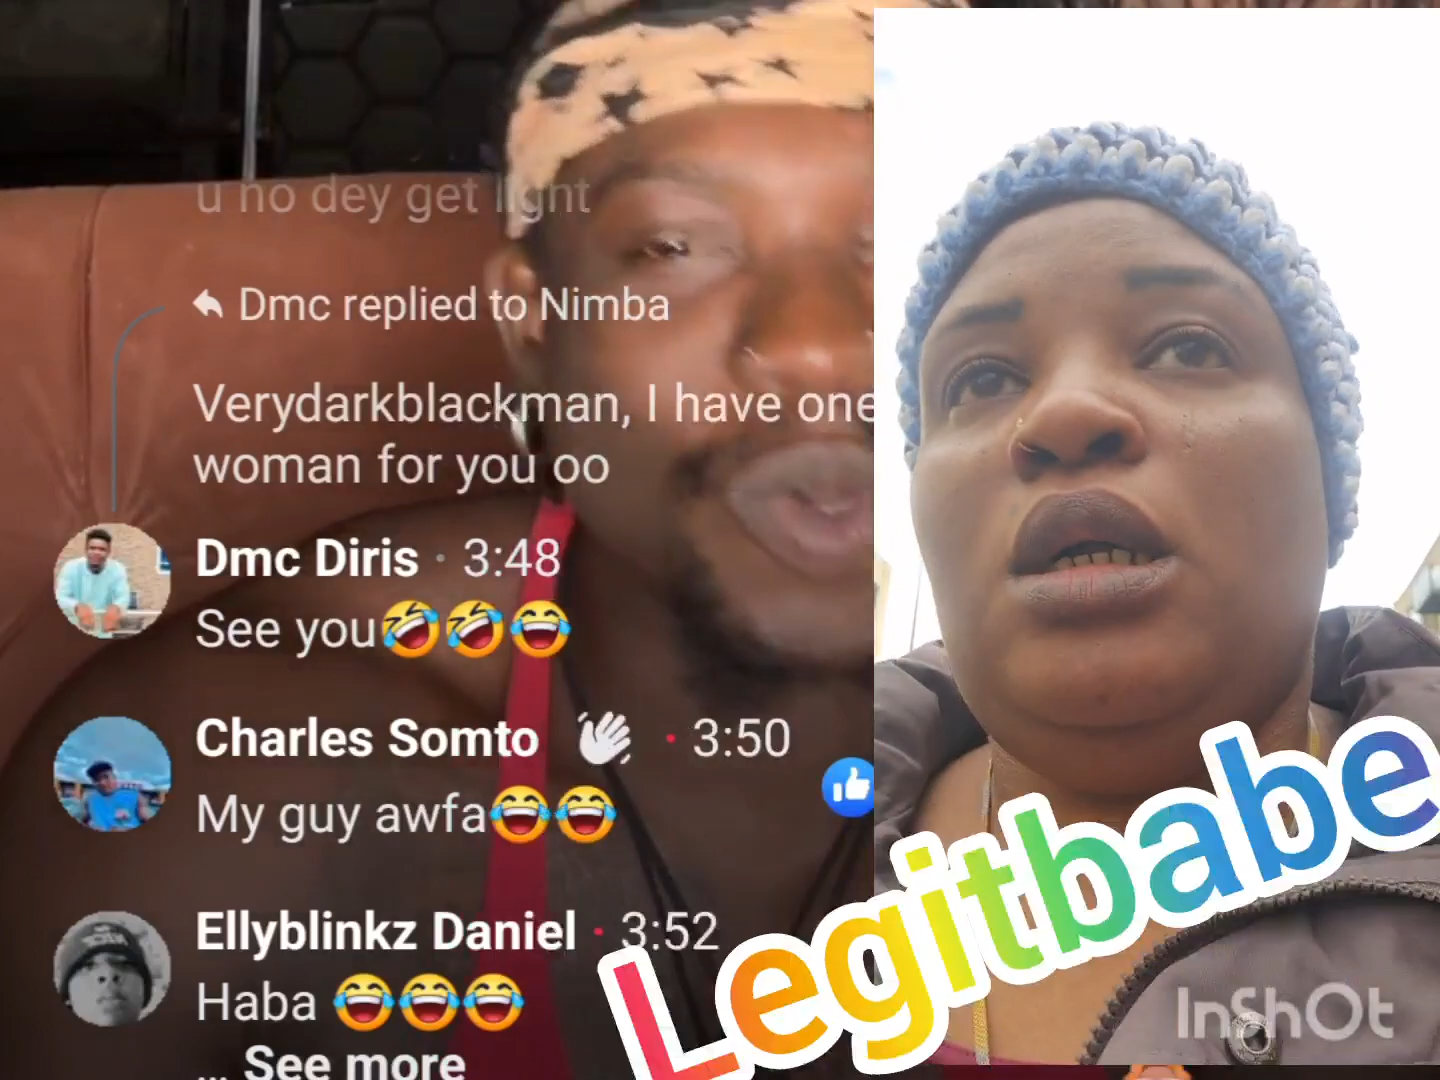 u no dey get light
Dmc replied to Nimba
Verydarkblackman, I have one
woman for you oo
Dmc Diris · 3:48
See you🤣🤣😂
Charles Somto 👋 · 3:50
My guy awfa😂😂
Ellyblinkz Daniel · 3:52
Haba 😂😂😂
... See more
Legitbabe
InShOt